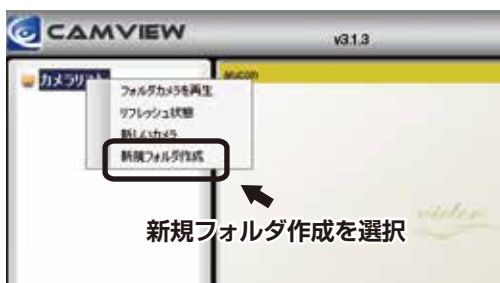 CAMVIEW
v3.1.3
カメラリスト
フォルダカメラを再生
リフレッシュ状態
新しいカメラ
新規フォルダ作成
新規フォルダ作成を選択